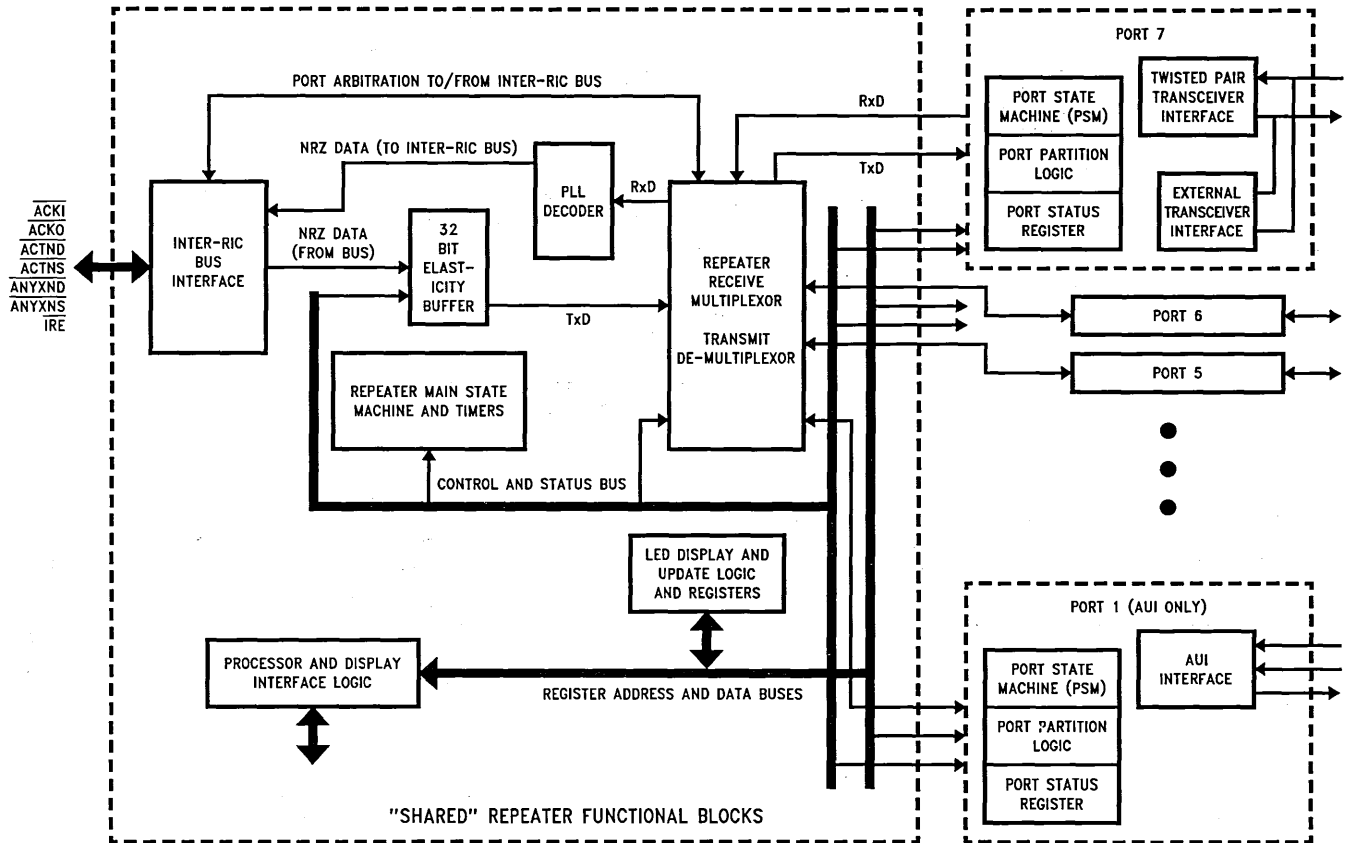 PORT ARBITRATION TO/FROM INTER-RIC BUS
NRZ DATA (TO INTER-RIC BUS)
PLL
DECODER
RxD
ACKI
ACKO
ACTND
ACTNS
ANYXND
ANYXNS
IRE
INTER-RIC
BUS
INTERFACE
NRZ DATA
(FROM BUS)
32
BIT
ELAST-
ICITY
BUFFER
TxD
REPEATER
RECEIVE
MULTIPLEXOR
TRANSMIT
DE-MULTIPLEXOR
REPEATER MAIN STATE
MACHINE AND TIMERS
CONTROL AND STATUS BUS
LED DISPLAY AND
UPDATE LOGIC
AND REGISTERS
PROCESSOR AND DISPLAY
INTERFACE LOGIC
REGISTER ADDRESS AND DATA BUSES
"SHARED" REPEATER FUNCTIONAL BLOCKS
RxD
TxD
PORT 7
PORT STATE
MACHINE (PSM)
PORT PARTITION
LOGIC
PORT STATUS
REGISTER
TWISTED PAIR
TRANSCEIVER
INTERFACE
EXTERNAL
TRANSCEIVER
INTERFACE
PORT 6
PORT 5
PORT 1 (AUI ONLY)
PORT STATE
MACHINE (PSM)
PORT PARTITION
LOGIC
PORT STATUS
REGISTER
AUI
INTERFACE